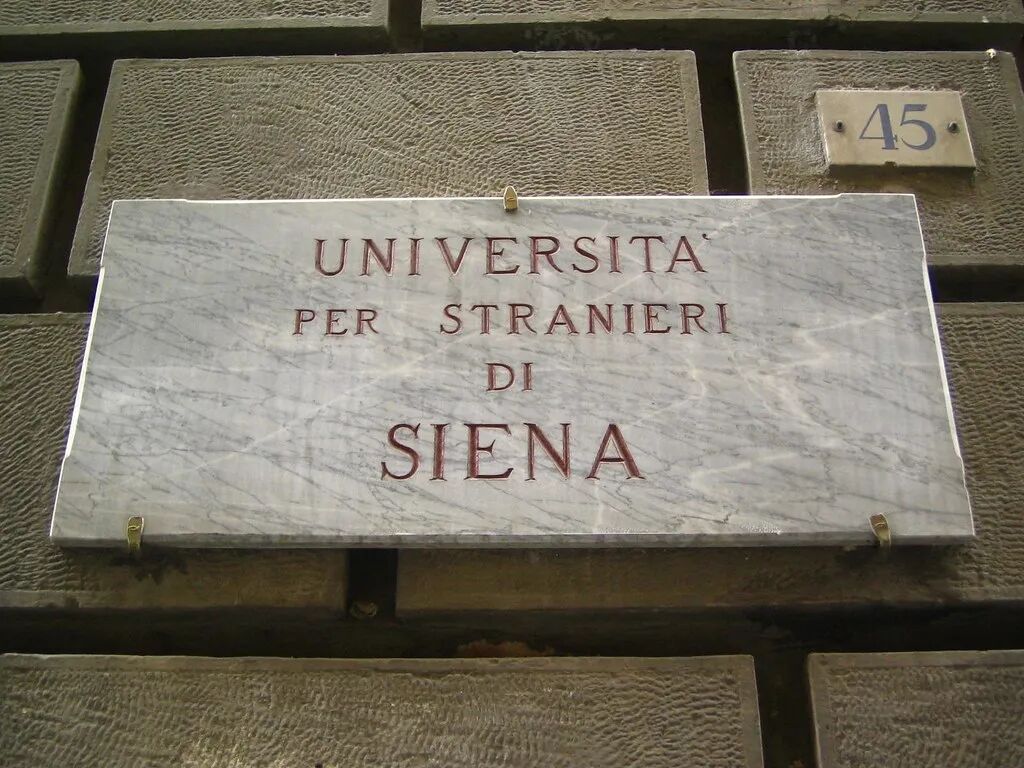 45
UNIVERSITA'
PER STRANIERI
DI
SIENA